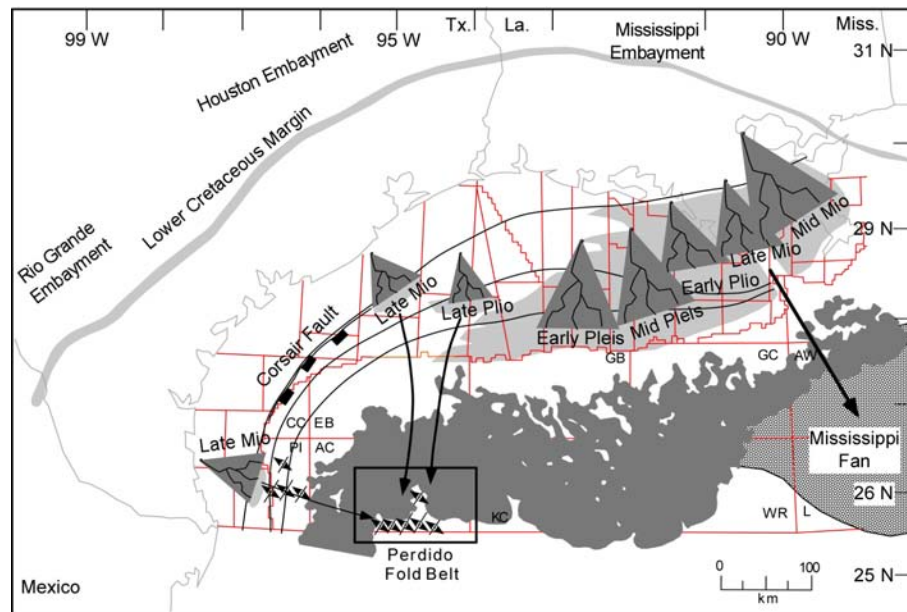 99 W
95 W
Tx.
La.
Mississippi
Embayment
90 W
Miss.
31 N
Houston Embayment
Lower Cretaceous Margin
Rio Grande
Embayment
29 N
Mid Mio
Late Mio
Early Plio
Mid Pleis
Early Pleis
Late Plio
Late Mio
Corsair Fault
GB
GC
AW
CC
EB
PI
AC
Late Mio
Mississippi
Fan
26 N
KC
WR
L
Perdido
Fold Belt
Mexico
0
100
km
25 N